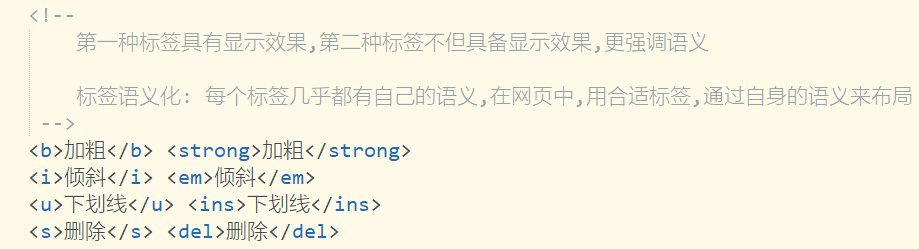 <!--
第一种标签具有显示效果,第二种标签不但具备显示效果,更强调语义
标签语义化: 每个标签几乎都有自己的语义,在网页中,用合适标签,通过自身的语义来布局
-->
<b>加粗</b> <strong>加粗</strong>
<i>倾斜</i> <em>倾斜</em>
<u>下划线</u> <ins>下划线</ins>
<s>删除</s> <del>删除</del>